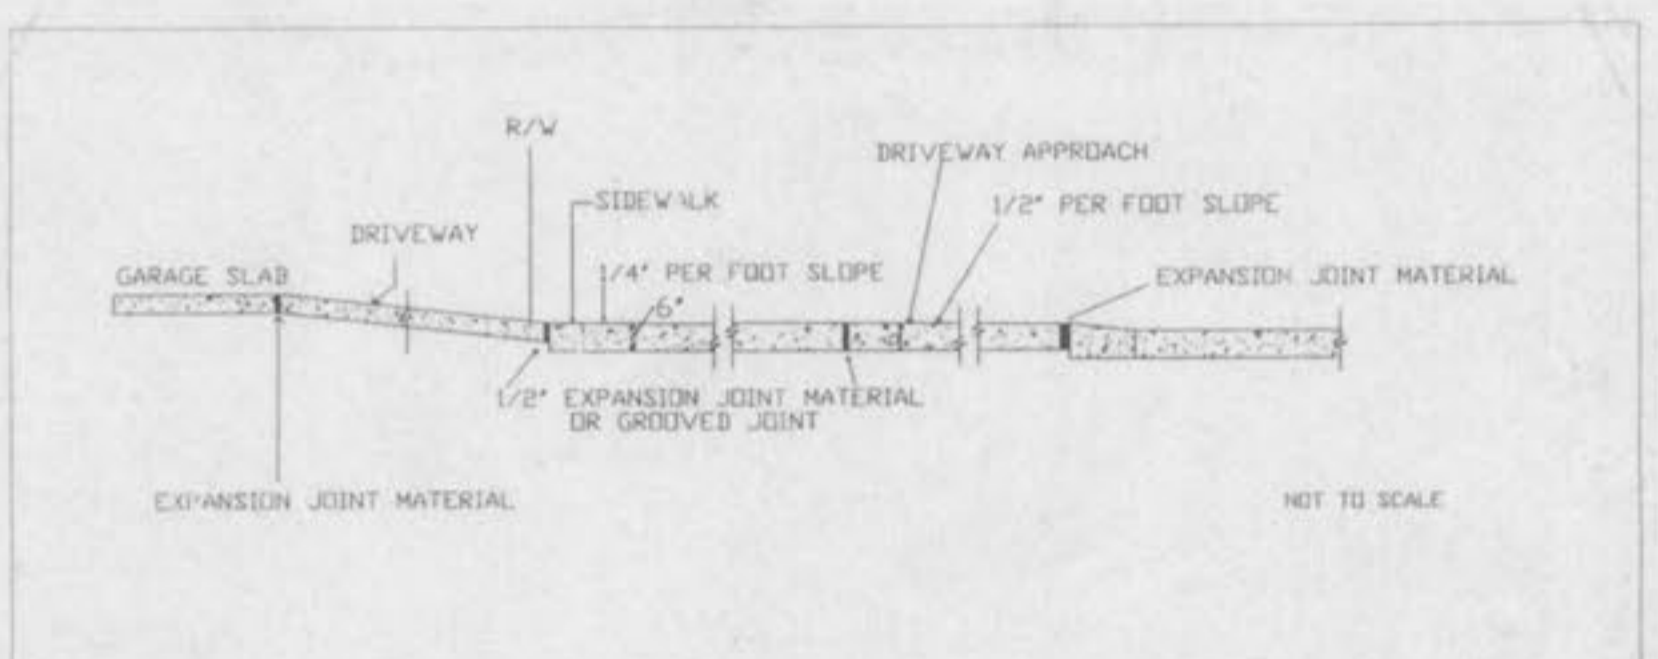 R/W
DRIVEWAY APPROACH
SIDEWALK
1/2" PER FOOT SLOPE
DRIVEWAY
GARAGE SLAB
1/4" PER FOOT SLOPE
EXPANSION JOINT MATERIAL
6"
1/2" EXPANSION JOINT MATERIAL
OR GROOVED JOINT
EXPANSION JOINT MATERIAL
NOT TO SCALE